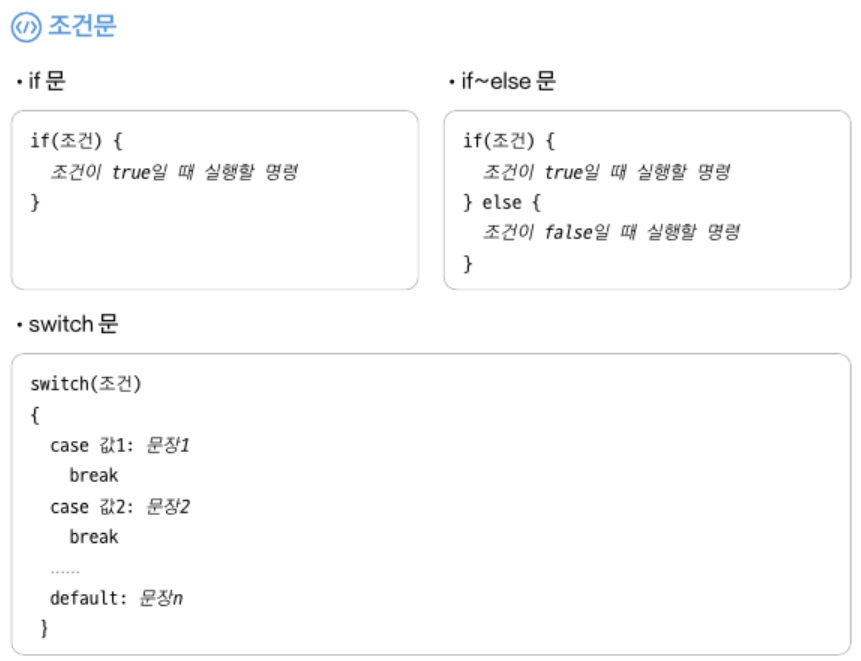 </> 조건문
• if 문
if(조건) {
조건이 true일 때 실행할 명령
}
• if~else 문
if(조건) {
조건이 true일 때 실행할 명령
} else {
조건이 false일 때 실행할 명령
}
• switch 문
switch(조건)
{
case 값1: 문장1
break
case 값2: 문장2
break
......
default: 문장n
}